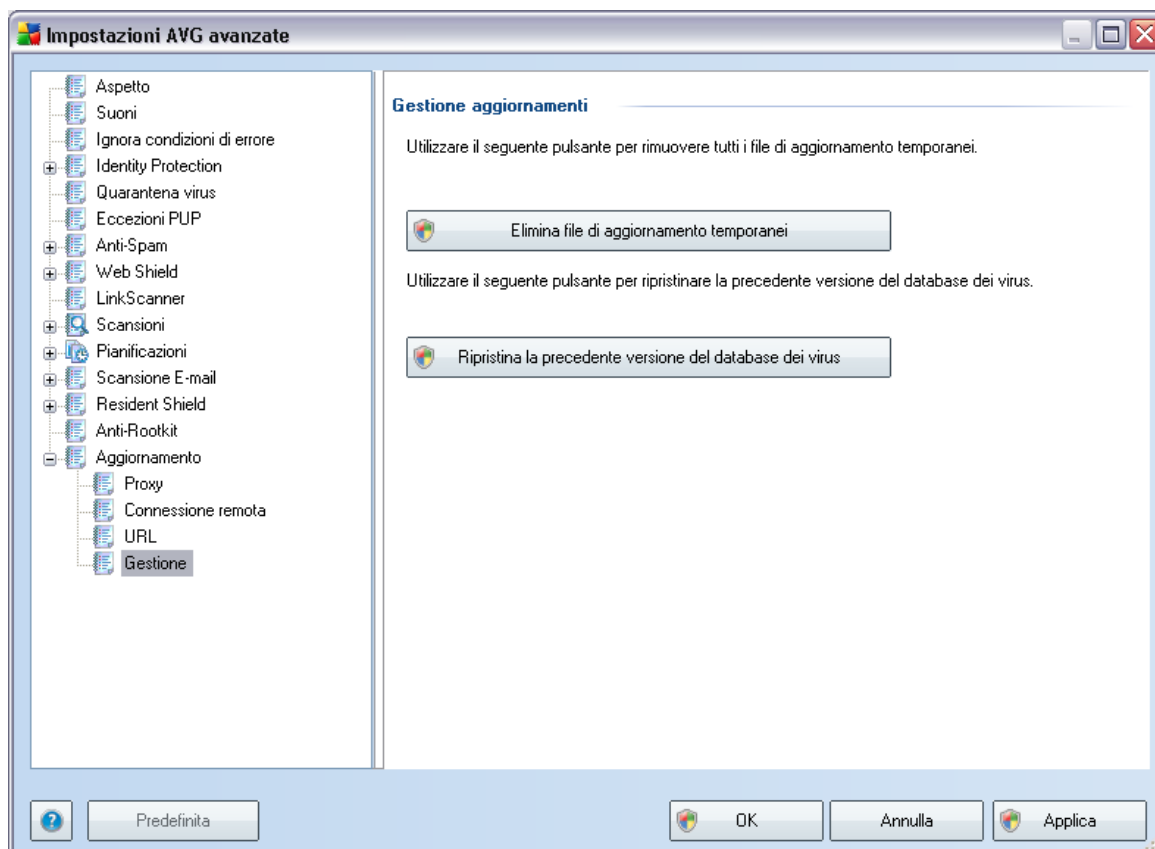 Impostazioni AVG avanzate
Aspetto
Suoni
Ignora condizioni di errore
Identity Protection
Quarantena virus
Eccezioni PUP
Anti-Spam
Web Shield
LinkScanner
Scansioni
Pianificazioni
Scansione E-mail
Resident Shield
Anti-Rootkit
Aggiornamento
Proxy
Connessione remota
URL
Gestione
Gestione aggiornamenti
Utilizzare il seguente pulsante per rimuovere tutti i file di aggiornamento temporanei.
Elimina file di aggiornamento temporanei
Utilizzare il seguente pulsante per ripristinare la precedente versione del database dei virus.
Ripristina la precedente versione del database dei virus
Predefinita
OK
Annulla
Applica